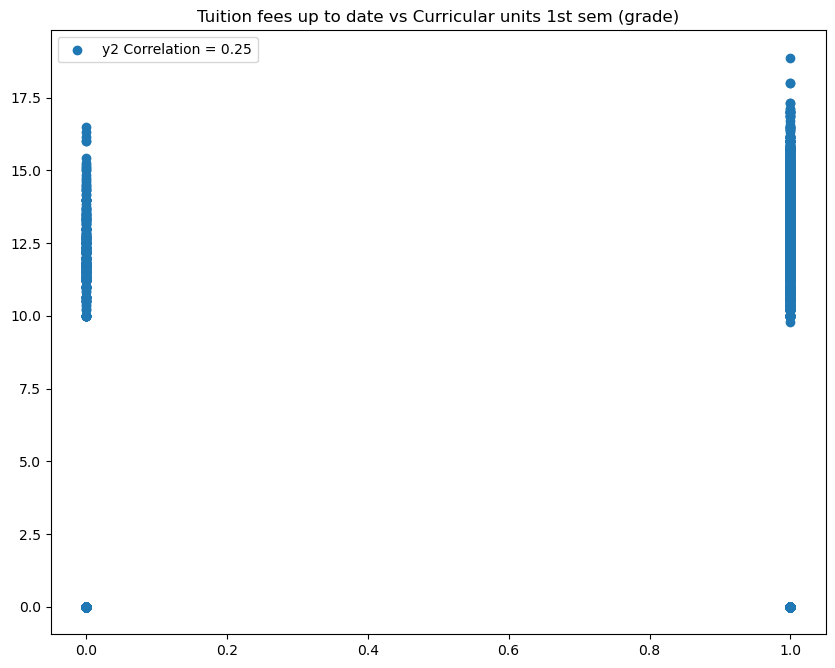 Tuition fees up to date vs Curricular units 1st sem (grade)
y2 Correlation = 0.25
17.5
15.0
12.5
10.0
7.5
5.0
2.5
0.0
0.0 0.2 0.4 0.6 0.8 1.0